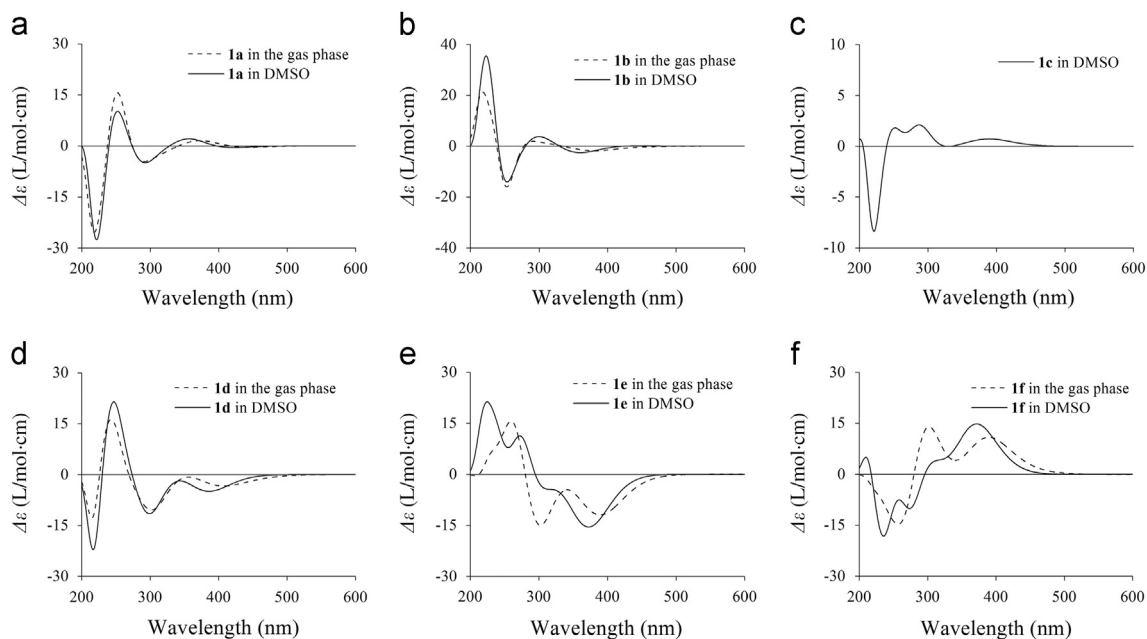 a
30
15
0
-15
-30
Δε (L/mol·cm)
1a in the gas phase
1a in DMSO
200 300 400 500 600
Wavelength (nm)
b
40
20
0
-20
-40
Δε (L/mol·cm)
1b in the gas phase
1b in DMSO
200 300 400 500 600
Wavelength (nm)
c
10
5
0
-5
-10
Δε (L/mol·cm)
1c in DMSO
200 300 400 500 600
Wavelength (nm)
d
30
15
0
-15
-30
Δε (L/mol·cm)
1d in the gas phase
1d in DMSO
200 300 400 500 600
Wavelength (nm)
e
30
15
0
-15
-30
Δε (L/mol·cm)
1e in the gas phase
1e in DMSO
200 300 400 500 600
Wavelength (nm)
f
30
15
0
-15
-30
Δε (L/mol·cm)
1f in the gas phase
1f in DMSO
200 300 400 500 600
Wavelength (nm)